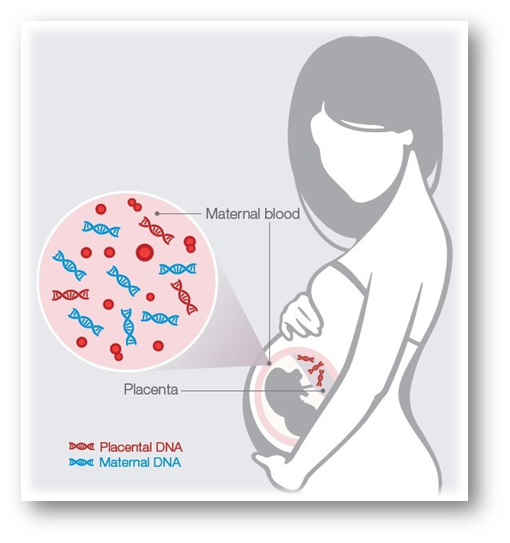 Maternal blood
Placenta
Placental DNA
Maternal DNA